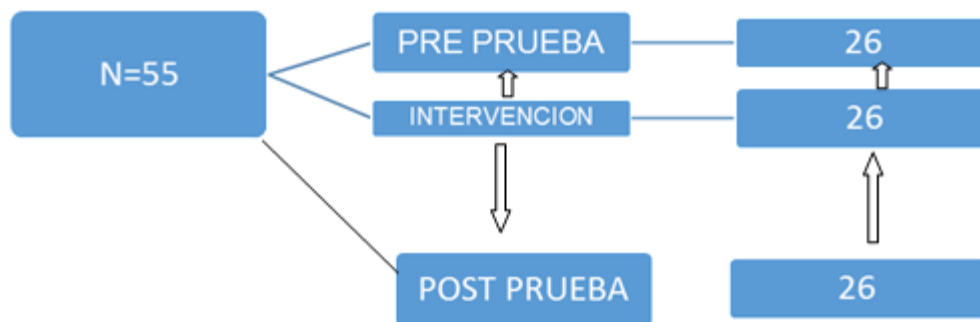 N=55
PRE PRUEBA
26
INTERVENCION
26
POST PRUEBA
26